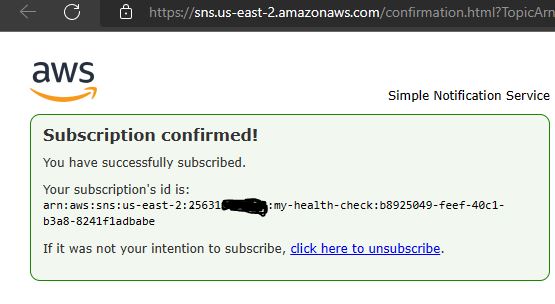 https://sns.us-east-2.amazonaws.com/confirmation.html?TopicArn
aws
Simple Notification Service
Subscription confirmed!
You have successfully subscribed.
Your subscription's id is:
arn:aws:sns:us-east-2:25631 :my-health-check:b8925049-feef-40c1-
b3a8-8241f1adbabe
If it was not your intention to subscribe, click here to unsubscribe.